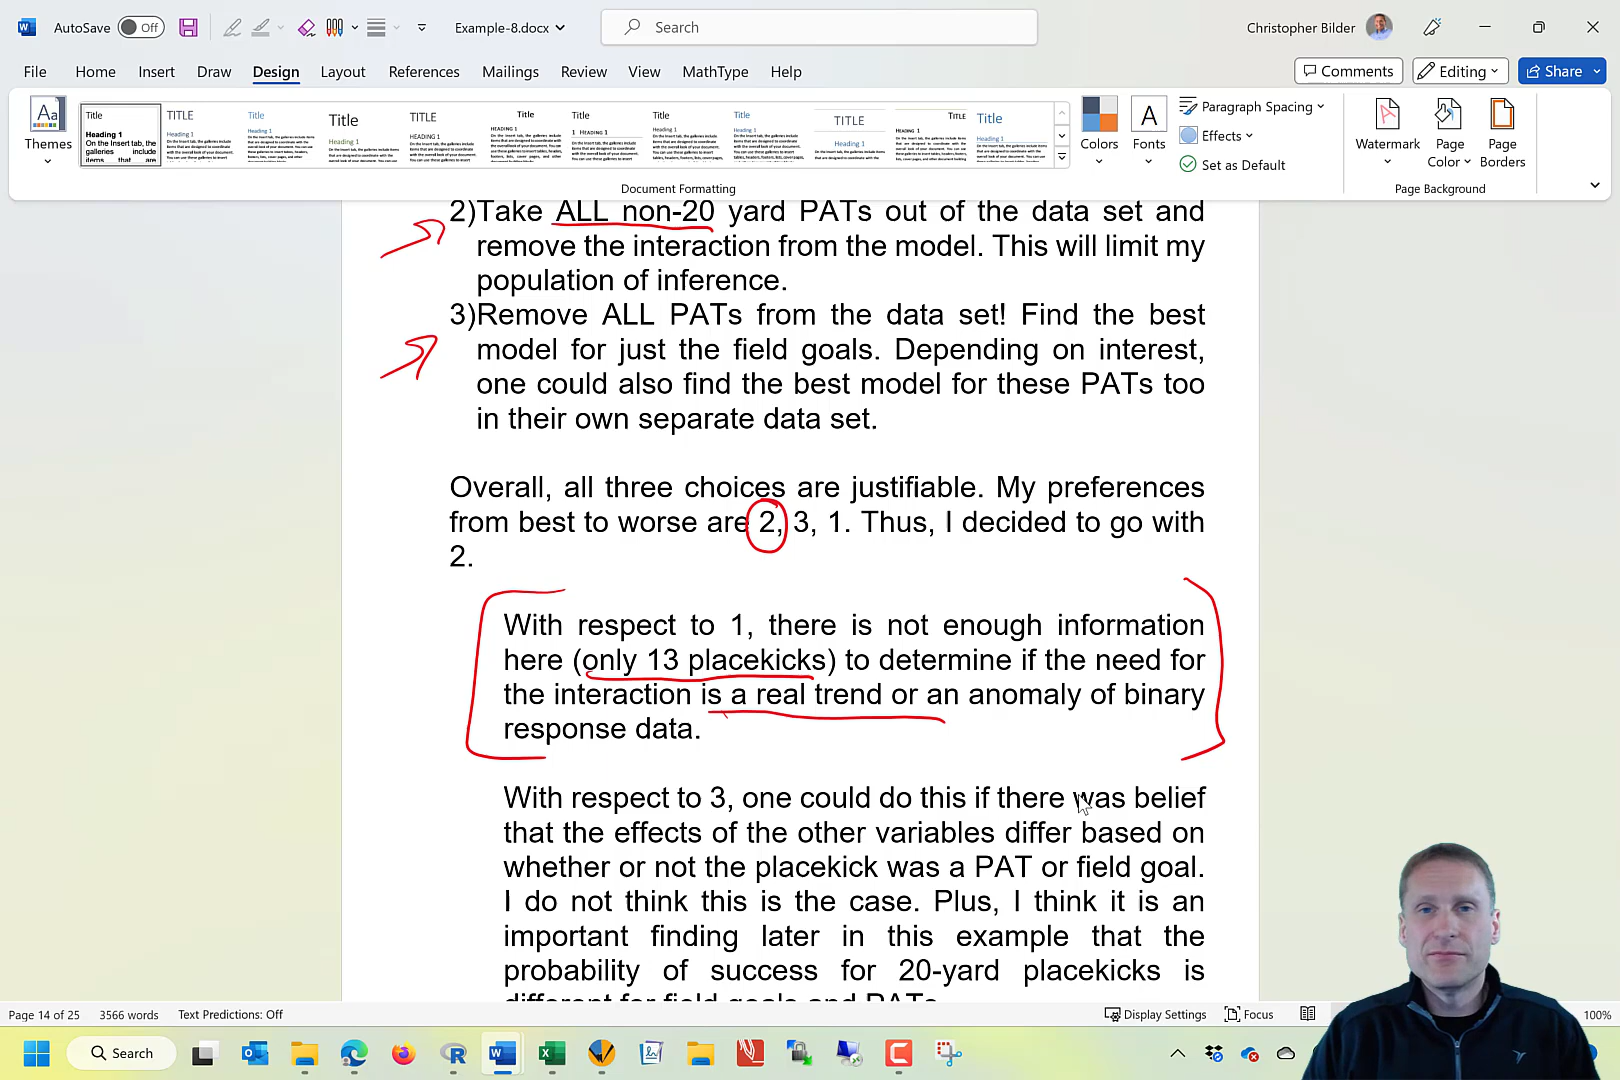 AutoSave Off Example-8.docx Search Christopher Bilder
File Home Insert Draw Design Layout References Mailings Review View MathType Help Comments Editing Share
Themes Colors Fonts Paragraph Spacing Effects Set as Default Watermark Page Color Page Borders
Document Formatting Page Background
2)Take ALL non-20 yard PATs out of the data set and
remove the interaction from the model. This will limit my
population of inference.
3)Remove ALL PATs from the data set! Find the best
model for just the field goals. Depending on interest,
one could also find the best model for these PATs too
in their own separate data set.
Overall, all three choices are justifiable. My preferences
from best to worse are 2, 3, 1. Thus, I decided to go with
2.
With respect to 1, there is not enough information
here (only 13 placekicks) to determine if the need for
the interaction is a real trend or an anomaly of binary
response data.
With respect to 3, one could do this if there was belief
that the effects of the other variables differ based on
whether or not the placekick was a PAT or field goal.
I do not think this is the case. Plus, I think it is an
important finding later in this example that the
probability of success for 20-yard placekicks is
different for field goals and PATs
Page 14 of 25 3566 words Text Predictions: Off Display Settings Focus 100%
Search